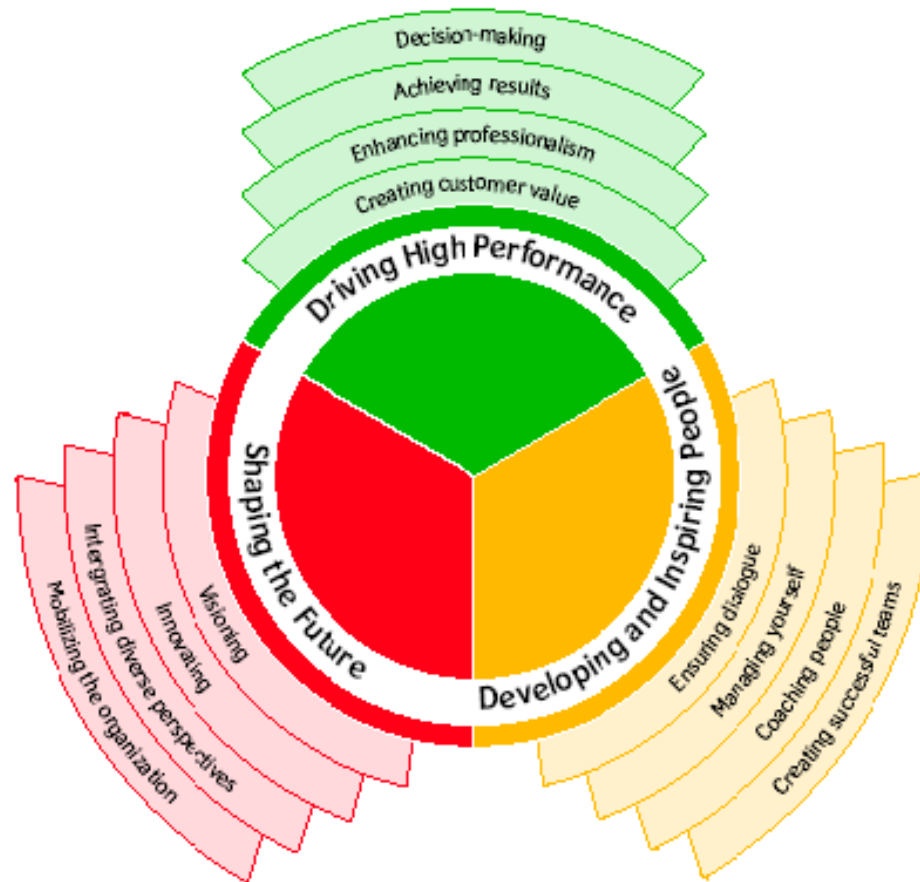 Decision-making
Achieving results
Enhancing professionalism
Creating customer value
Driving High Performance
Shaping the Future
Visioning
Innovating
Intergrating diverse perspectives
Mobilizing the organization
Developing and Inspiring People
Ensuring dialogue
Managing yourself
Coaching people
Creating successful teams